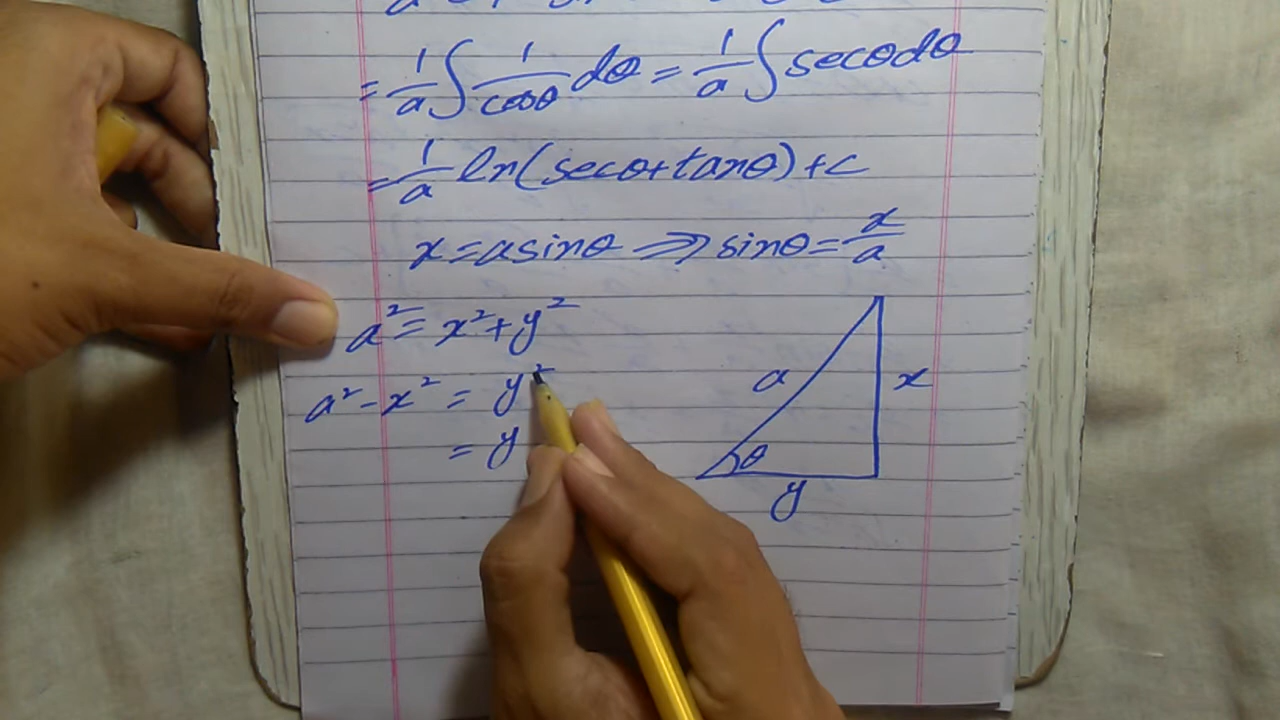 = 1/a ∫ 1/cosθ dθ = 1/a ∫ secθdθ
= 1/a ln(secθ+tanθ)+c
x=asinθ ⇒ sinθ= x/a
a²= x²+y²
a²-x² = y²
= y
a
x
θ
y